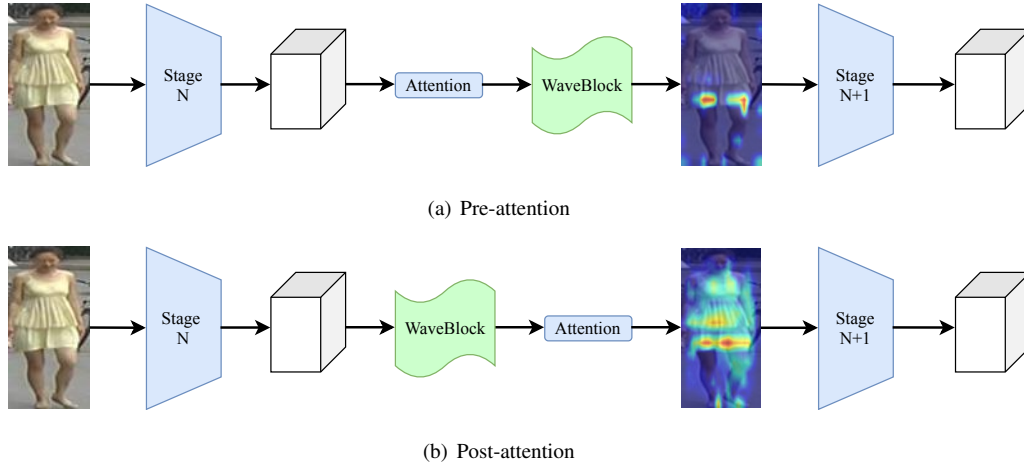 Stage
N
Attention
WaveBlock
Stage
N+1
(a) Pre-attention
Stage
N
WaveBlock
Attention
Stage
N+1
(b) Post-attention